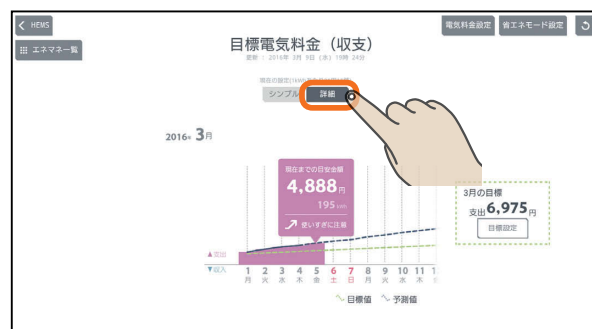 HEMS
電気料金設定
省エネモード設定
エネマネ一覧
目標電気料金（収支）
シンプル
詳細
2016年 3月
現在までの目安金額
4,888円
195 kWh
使いすぎに注意
3月の目標
支出6,975円
目標設定
▲支出
▼収入
1 2 3 4 5 6 7 8 9 10 11
月 火 水 木 金 土 日 月 火 水 木
目標値 予測値